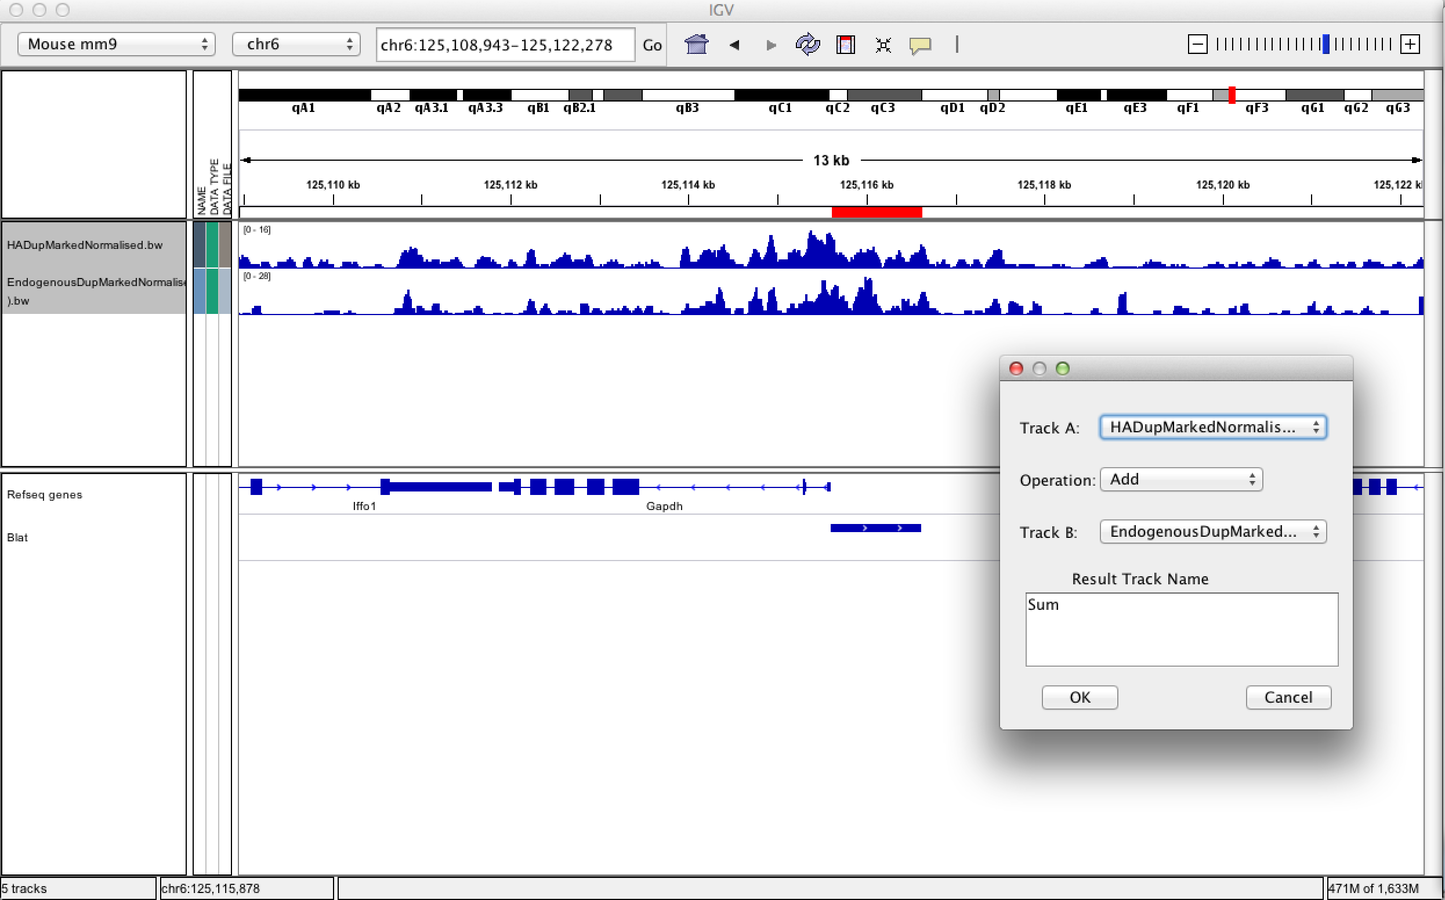 IGV
Mouse mm9
chr6
chr6:125,108,943-125,122,278
Go
qA1 qA2 qA3.1 qA3.3 qB1 qB2.1 qB3 qC1 qC2 qC3 qD1 qD2 qE1 qE3 qF1 qF3 qG1 qG2 qG3
13 kb
NAME
DATA TYPE
DATA FILE
125,110 kb 125,112 kb 125,114 kb 125,116 kb 125,118 kb 125,120 kb 125,122
[0 - 16]
HADupMarkedNormalised.bw
[0 - 28]
EndogenousDupMarkedNormalise
).bw
Track A: HADupMarkedNormalis...
Operation: Add
Track B: EndogenousDupMarked...
Result Track Name
Sum
OK Cancel
Refseq genes
Iffo1 Gapdh
Blat
5 tracks
chr6:125,115,878
471M of 1,633M